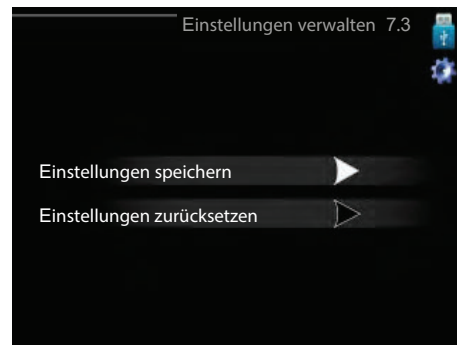 Einstellungen verwalten 7.3
Einstellungen speichern
Einstellungen zurücksetzen